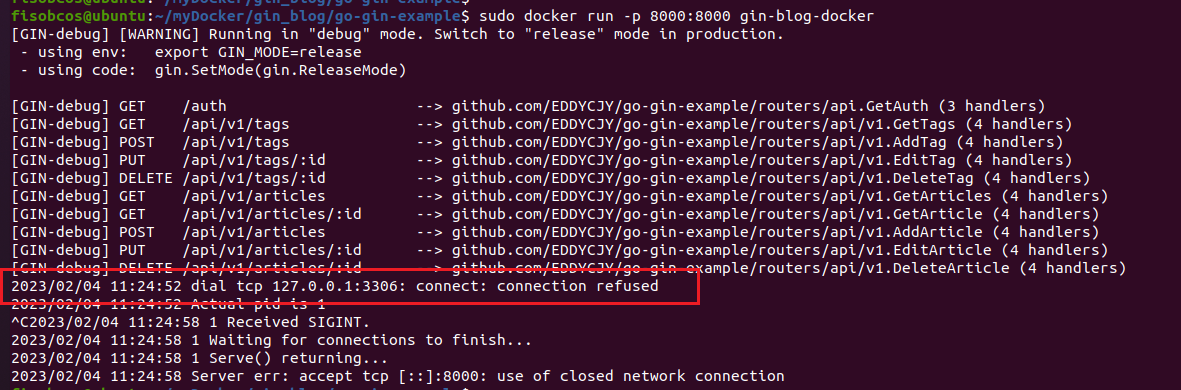 fisobcos@ubuntu:~/myDocker/gin_blog/go-gin-example$
fisobcos@ubuntu:~/myDocker/gin_blog/go-gin-example$ sudo docker run -p 8000:8000 gin-blog-docker
[GIN-debug] [WARNING] Running in "debug" mode. Switch to "release" mode in production.
 - using env:   export GIN_MODE=release
 - using code:  gin.SetMode(gin.ReleaseMode)

[GIN-debug] GET    /auth                     --> github.com/EDDYCJY/go-gin-example/routers/api.GetAuth (3 handlers)
[GIN-debug] GET    /api/v1/tags              --> github.com/EDDYCJY/go-gin-example/routers/api/v1.GetTags (4 handlers)
[GIN-debug] POST   /api/v1/tags              --> github.com/EDDYCJY/go-gin-example/routers/api/v1.AddTag (4 handlers)
[GIN-debug] PUT    /api/v1/tags/:id          --> github.com/EDDYCJY/go-gin-example/routers/api/v1.EditTag (4 handlers)
[GIN-debug] DELETE /api/v1/tags/:id          --> github.com/EDDYCJY/go-gin-example/routers/api/v1.DeleteTag (4 handlers)
[GIN-debug] GET    /api/v1/articles          --> github.com/EDDYCJY/go-gin-example/routers/api/v1.GetArticles (4 handlers)
[GIN-debug] GET    /api/v1/articles/:id      --> github.com/EDDYCJY/go-gin-example/routers/api/v1.GetArticle (4 handlers)
[GIN-debug] POST   /api/v1/articles          --> github.com/EDDYCJY/go-gin-example/routers/api/v1.AddArticle (4 handlers)
[GIN-debug] PUT    /api/v1/articles/:id      --> github.com/EDDYCJY/go-gin-example/routers/api/v1.EditArticle (4 handlers)
[GIN-debug] DELETE /api/v1/articles/:id      --> github.com/EDDYCJY/go-gin-example/routers/api/v1.DeleteArticle (4 handlers)
2023/02/04 11:24:52 dial tcp 127.0.0.1:3306: connect: connection refused
2023/02/04 11:24:52 Actual pid is 1
^C2023/02/04 11:24:58 1 Received SIGINT.
2023/02/04 11:24:58 1 Waiting for connections to finish...
2023/02/04 11:24:58 1 Serve() returning...
2023/02/04 11:24:58 Server err: accept tcp [::]:8000: use of closed network connection